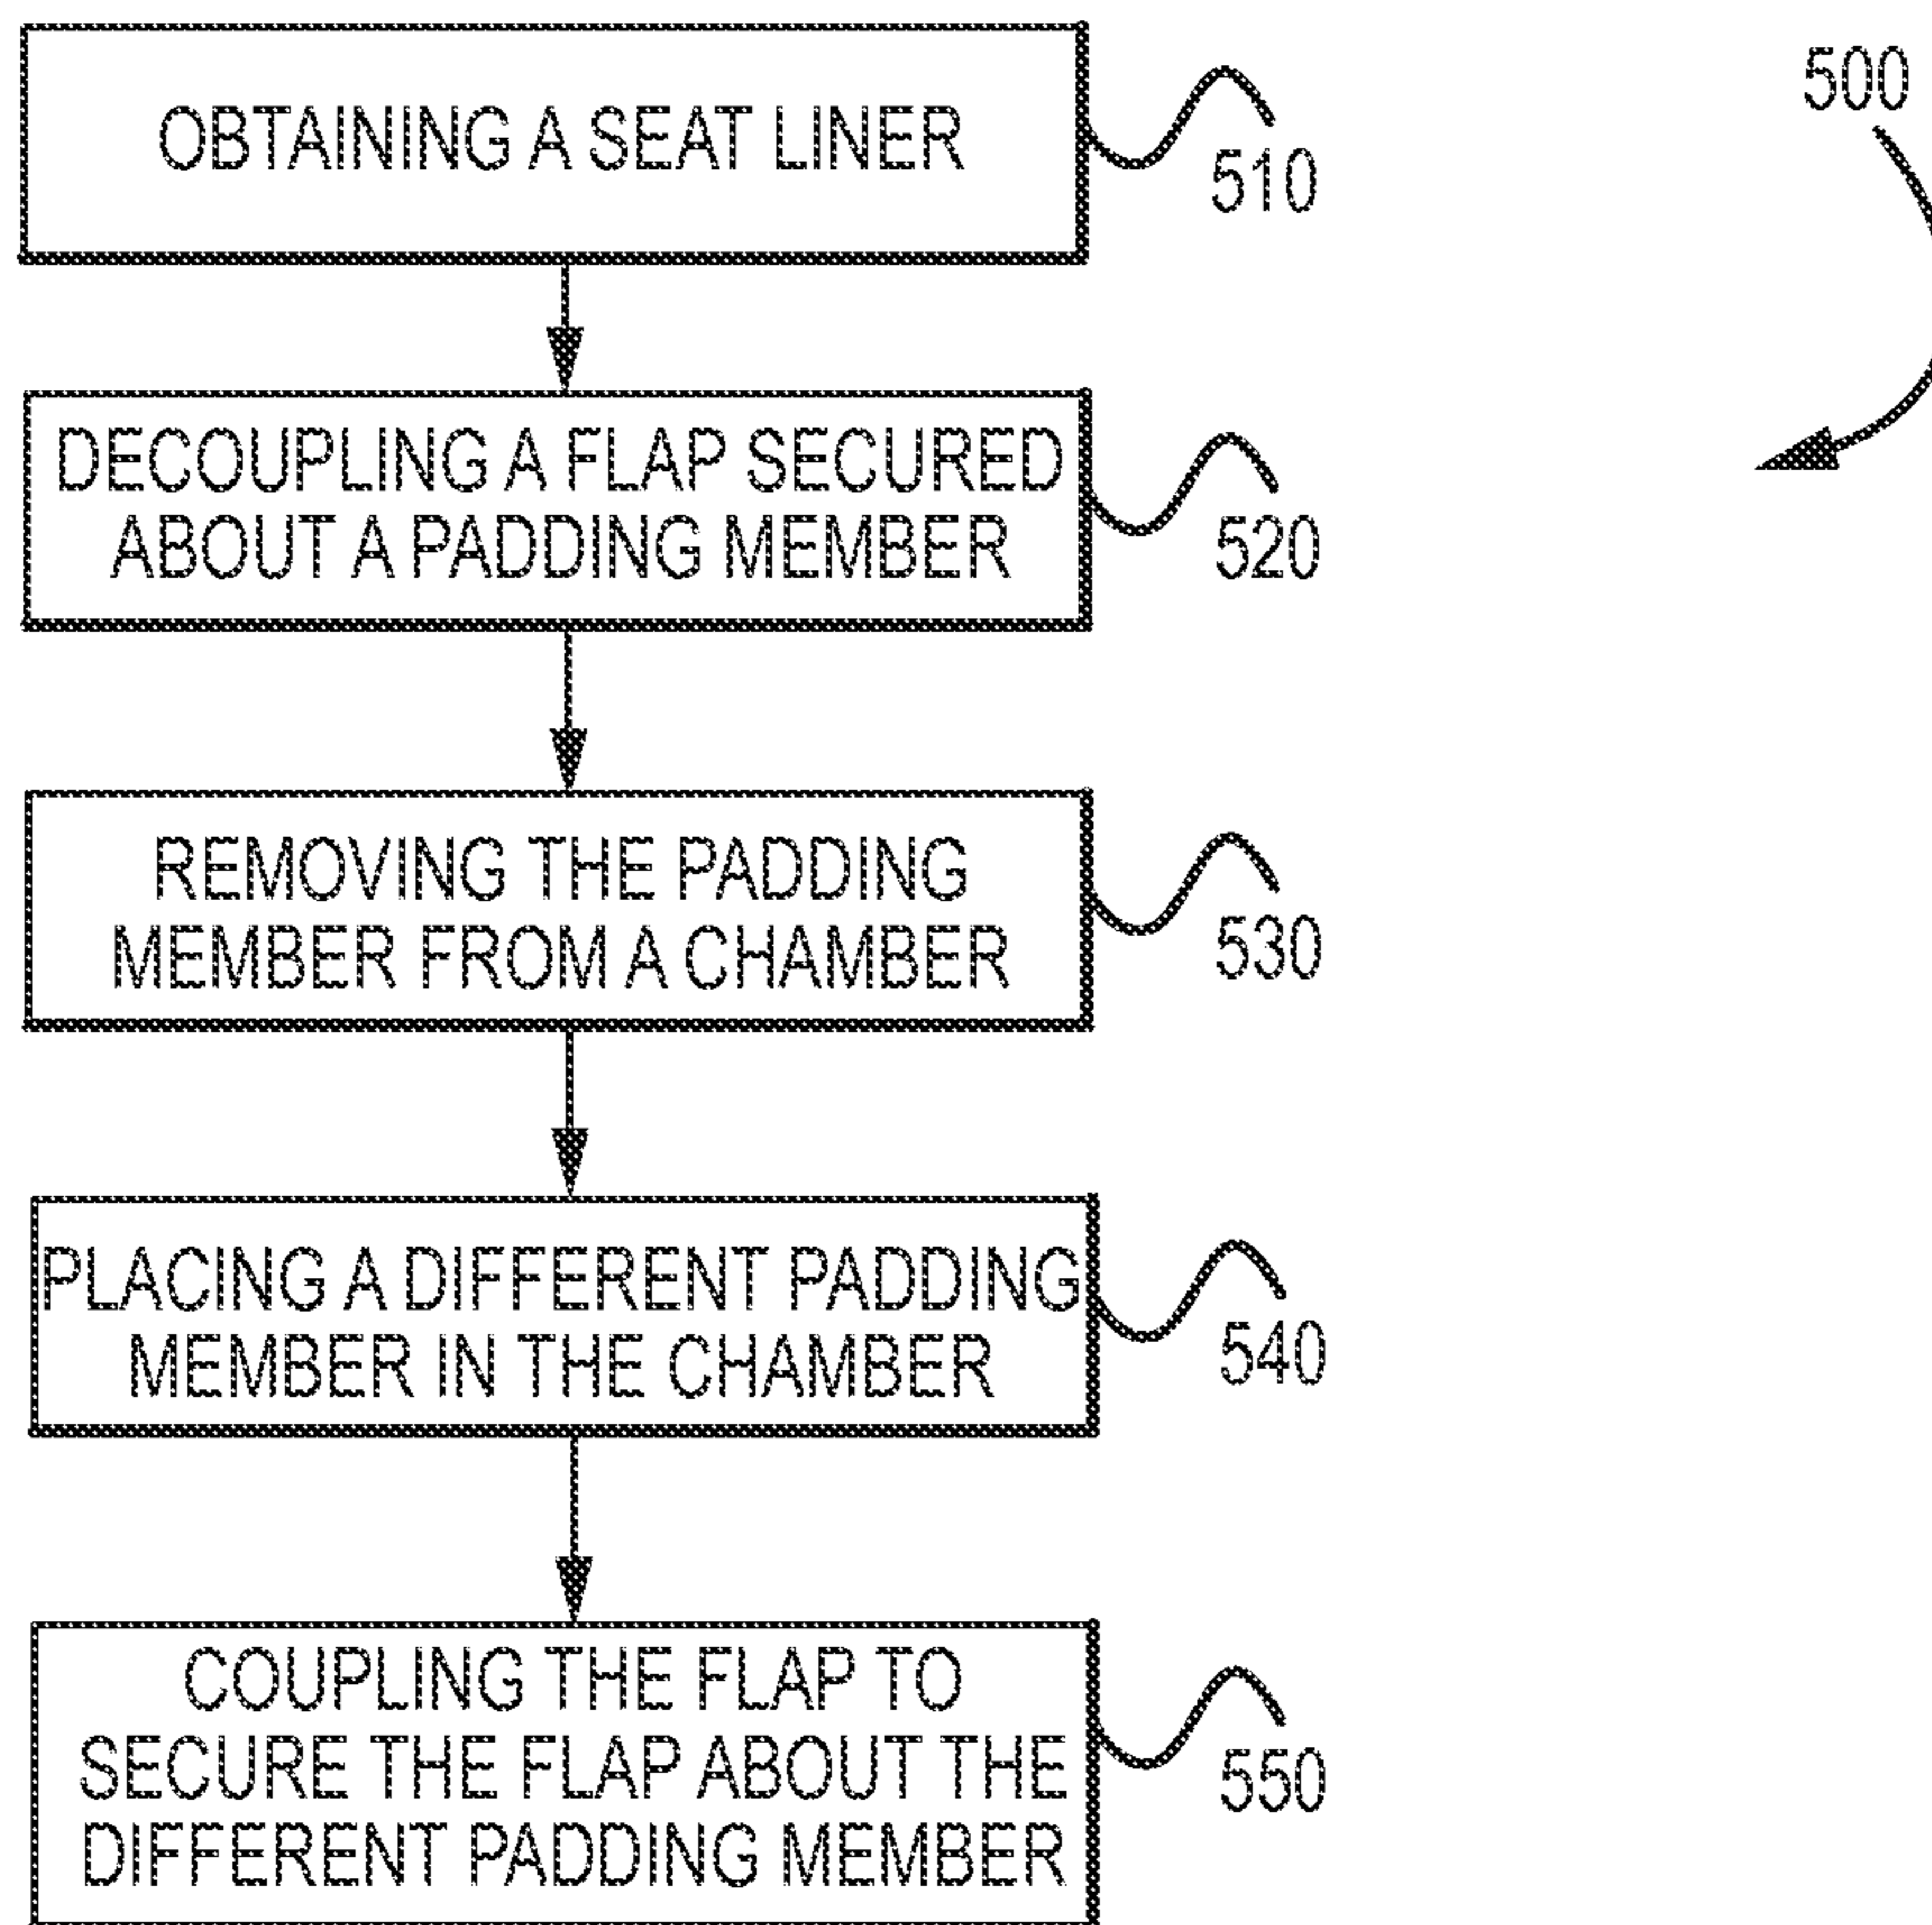 OBTAINING A SEAT LINER
510
500
DECOUPLING A FLAP SECURED
ABOUT A PADDING MEMBER
520
REMOVING THE PADDING
MEMBER FROM A CHAMBER
530
PLACING A DIFFERENT PADDING
MEMBER IN THE CHAMBER
540
COUPLING THE FLAP TO
SECURE THE FLAP ABOUT THE
DIFFERENT PADDING MEMBER
550